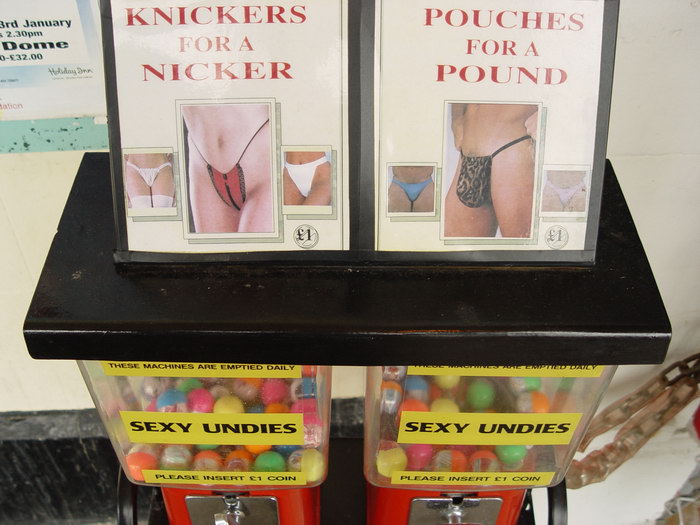 3rd January
s 2.30pm
Dome
0-£32.00
Holiday Inn
dation
KNICKERS
FOR A
NICKER
£1
POUCHES
FOR A
POUND
£1
THESE MACHINES ARE EMPTIED DAILY
SEXY UNDIES
PLEASE INSERT £1 COIN
THESE MACHINES ARE EMPTIED DAILY
SEXY UNDIES
PLEASE INSERT £1 COIN